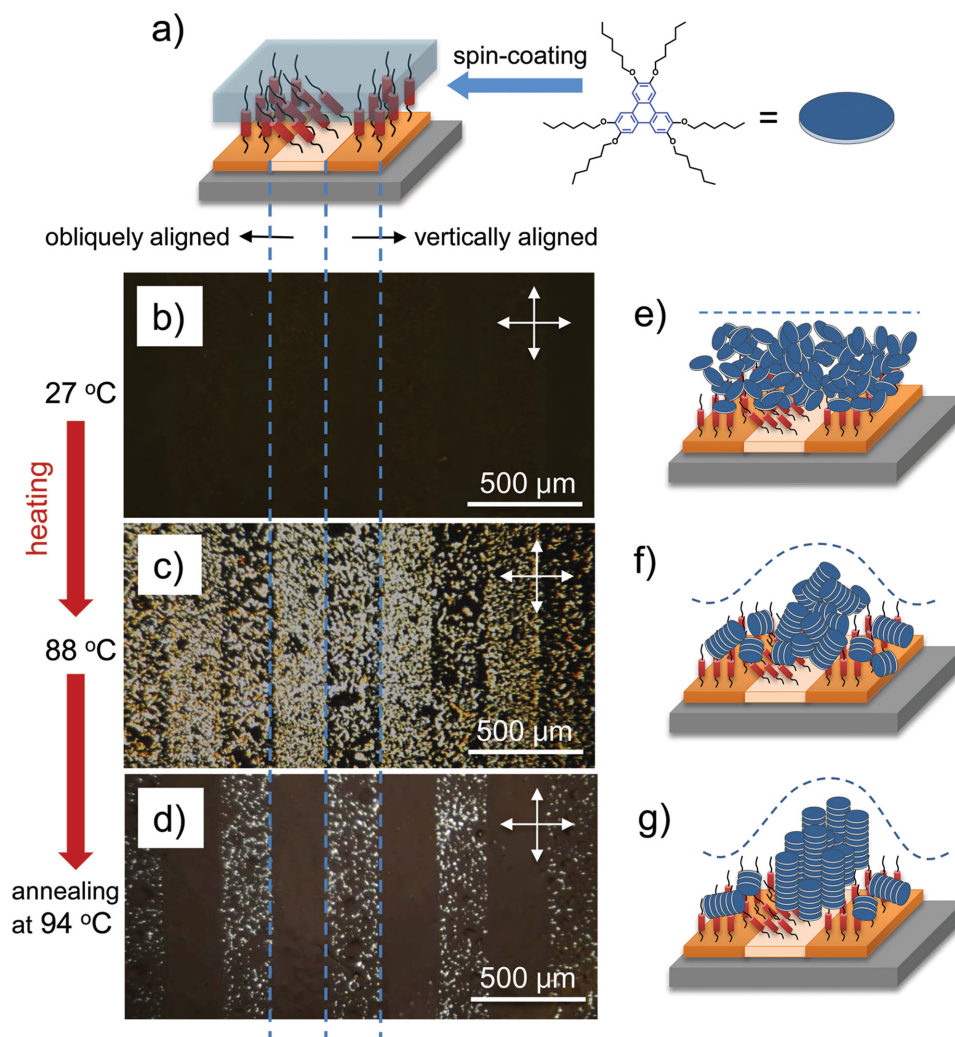 a)
spin-coating
=
obliquely aligned
vertically aligned
b)
27 °C
500 µm
e)
heating
c)
88 °C
500 µm
f)
d)
annealing
at 94 °C
500 µm
g)
O
O
O
O
O
O